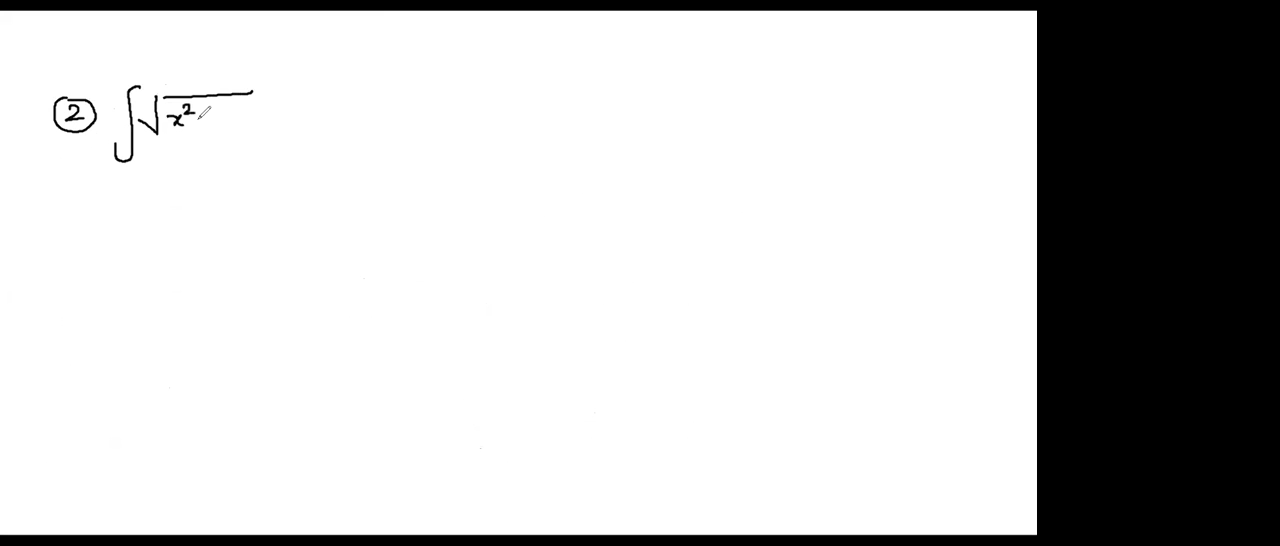 ② ∫√x²